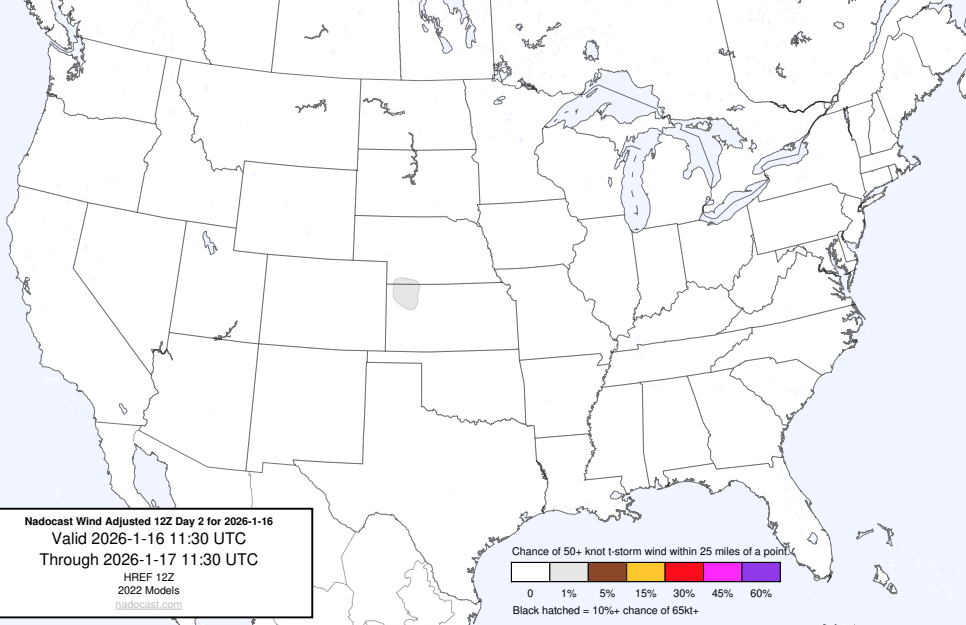 Nadocast Wind Adjusted 12Z Day 2 for 2026-1-16
Valid 2026-1-16 11:30 UTC
Through 2026-1-17 11:30 UTC
HREF 12Z
2022 Models
nadocast.com
Chance of 50+ knot t-storm wind within 25 miles of a point.
0 1% 5% 15% 30% 45% 60%
Black hatched = 10%+ chance of 65kt+